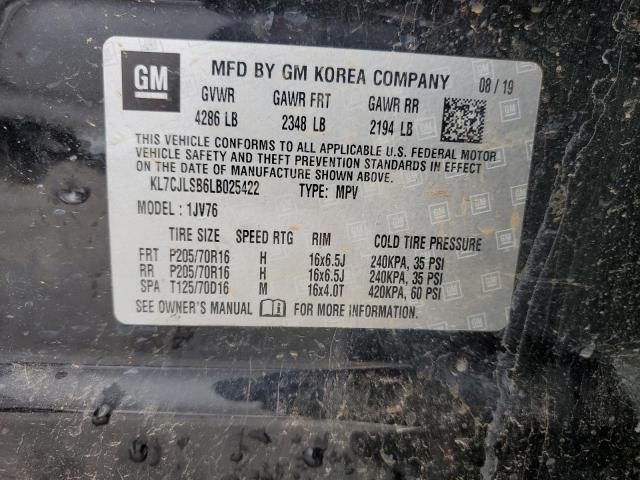 GM MFD BY GM KOREA COMPANY 08 / 19
GVWR GAWR FRT GAWR RR
4286 LB 2348 LB 2194 LB
THIS VEHICLE CONFORMS TO ALL APPLICABLE U.S. FEDERAL MOTOR
VEHICLE SAFETY AND THEFT PREVENTION STANDARDS IN EFFECT
ON THE DATE OF MANUFACTURE SHOWN ABOVE.
KL7CJLSB6LB025422 TYPE: MPV
MODEL : 1JV76
TIRE SIZE SPEED RTG RIM COLD TIRE PRESSURE
FRT P205/70R16 H 16x6.5J 240KPA, 35 PSI
RR P205/70R16 H 16x6.5J 240KPA, 35 PSI
SPA T125/70D16 M 16x4.0T 420KPA, 60 PSI
SEE OWNER'S MANUAL FOR MORE INFORMATION.